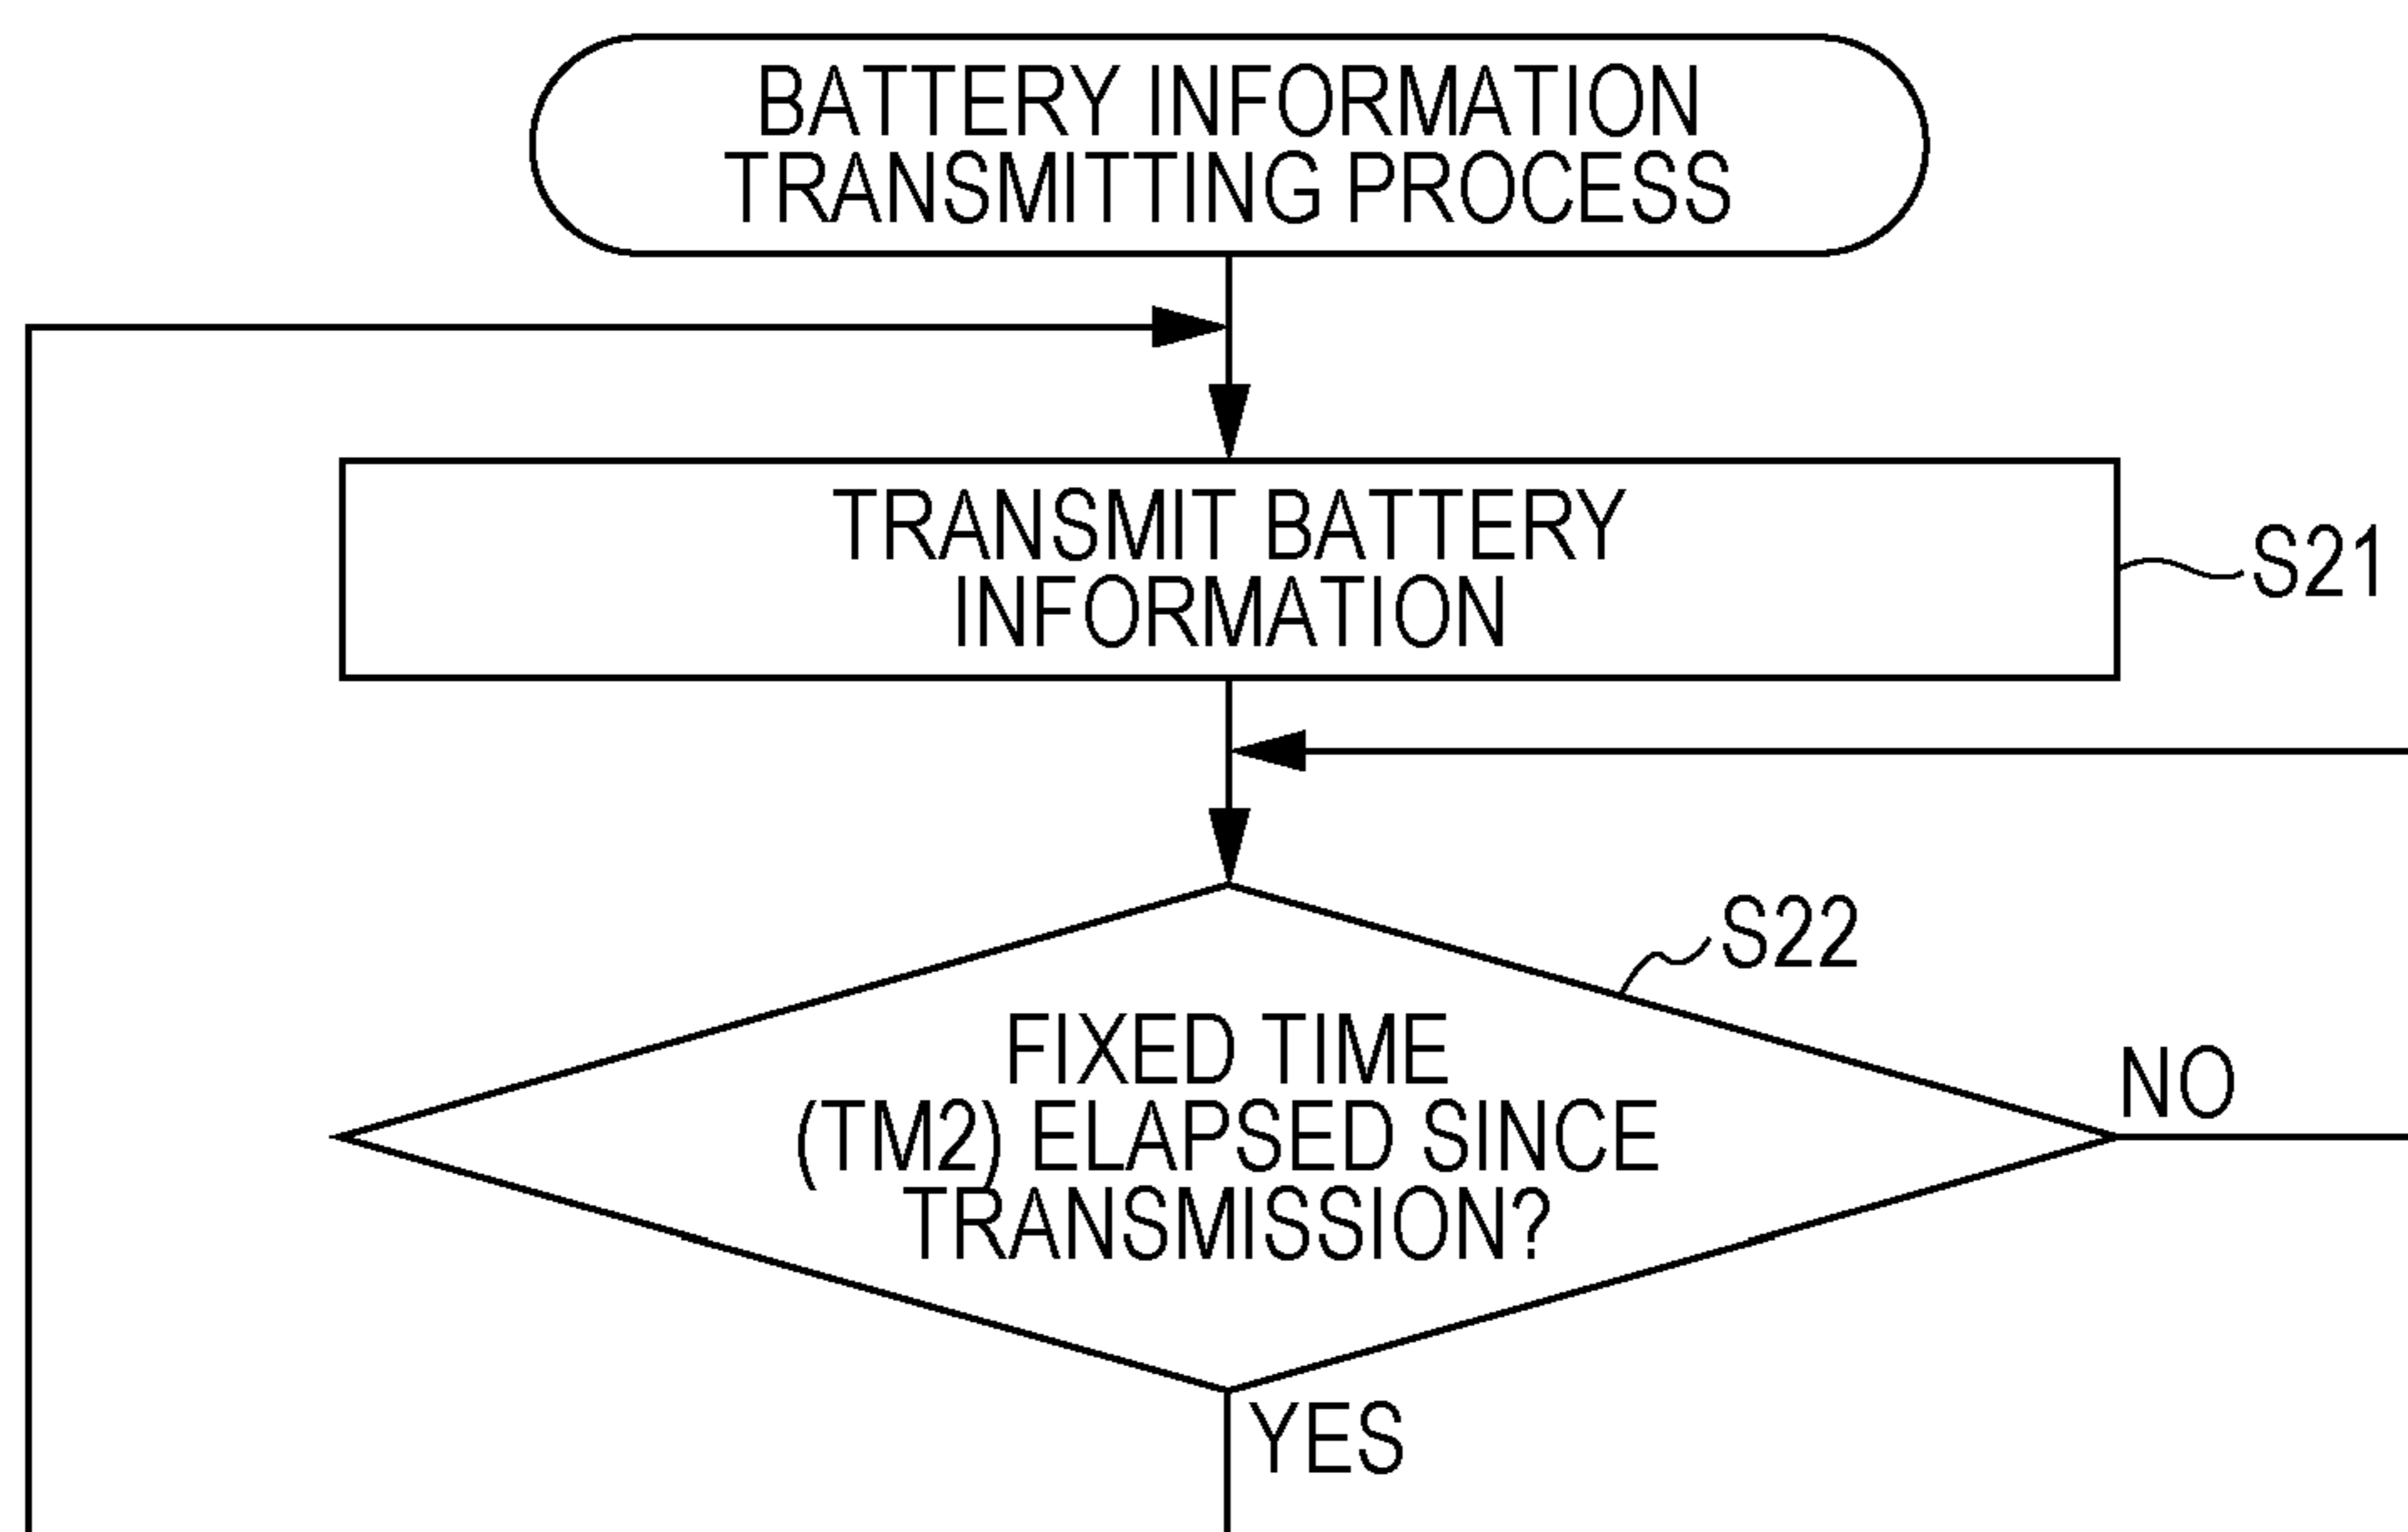 BATTERY INFORMATION
TRANSMITTING PROCESS
TRANSMIT BATTERY
INFORMATION
S21
S22
FIXED TIME
(TM2) ELAPSED SINCE
TRANSMISSION?
NO
YES